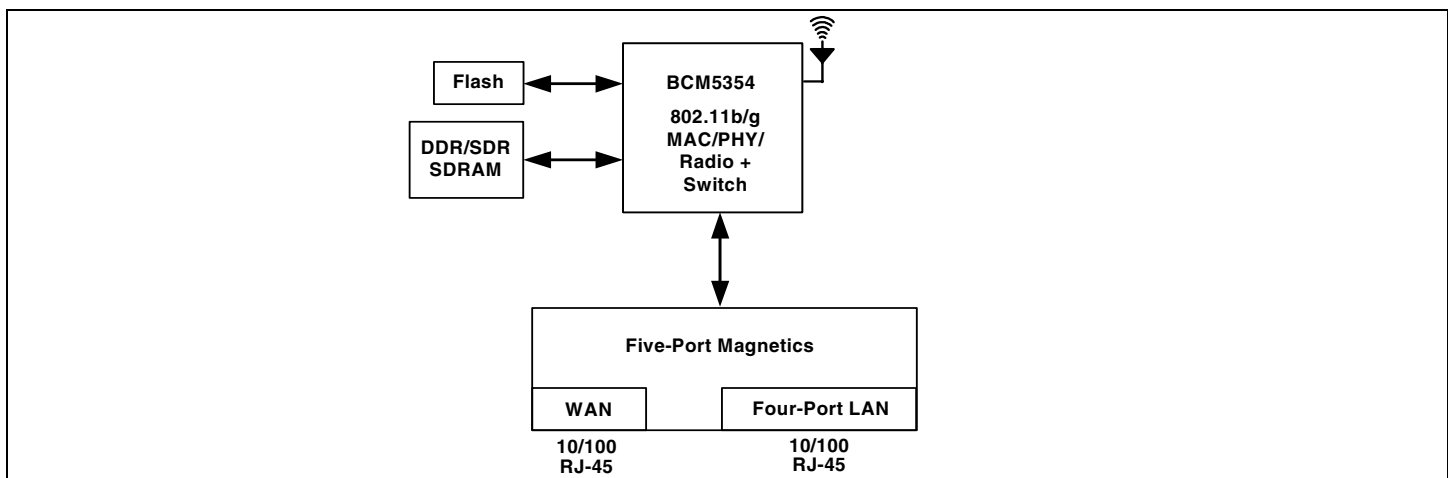 Flash
DDR/SDR
SDRAM
BCM5354
802.11b/g
MAC/PHY/
Radio +
Switch
Five-Port Magnetics
WAN
Four-Port LAN
10/100
RJ-45
10/100
RJ-45